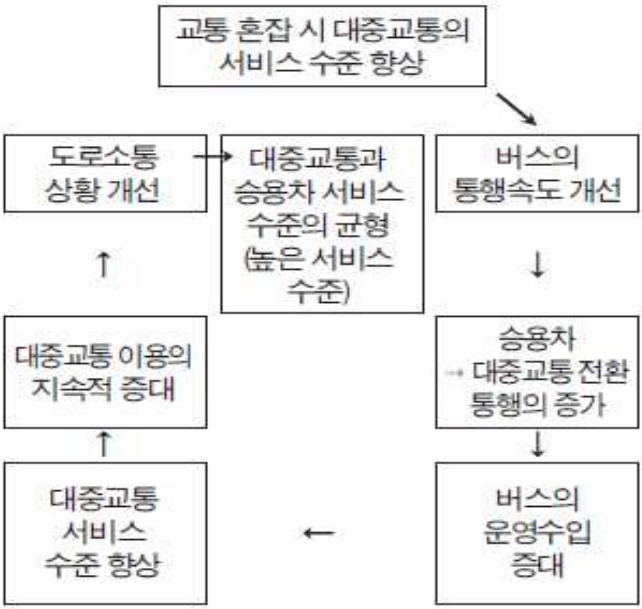 교통 혼잡 시 대중교통의
서비스 수준 향상
도로소통
상황 개선
→
대중교통과
승용차 서비스
수준의 균형
(높은 서비스
수준)
버스의
통행속도 개선
↑
↓
대중교통 이용의
지속적 증대
승용차
→ 대중교통 전환
통행의 증가
↑
↓
대중교통
서비스
수준 향상
←
버스의
운영수입
증대